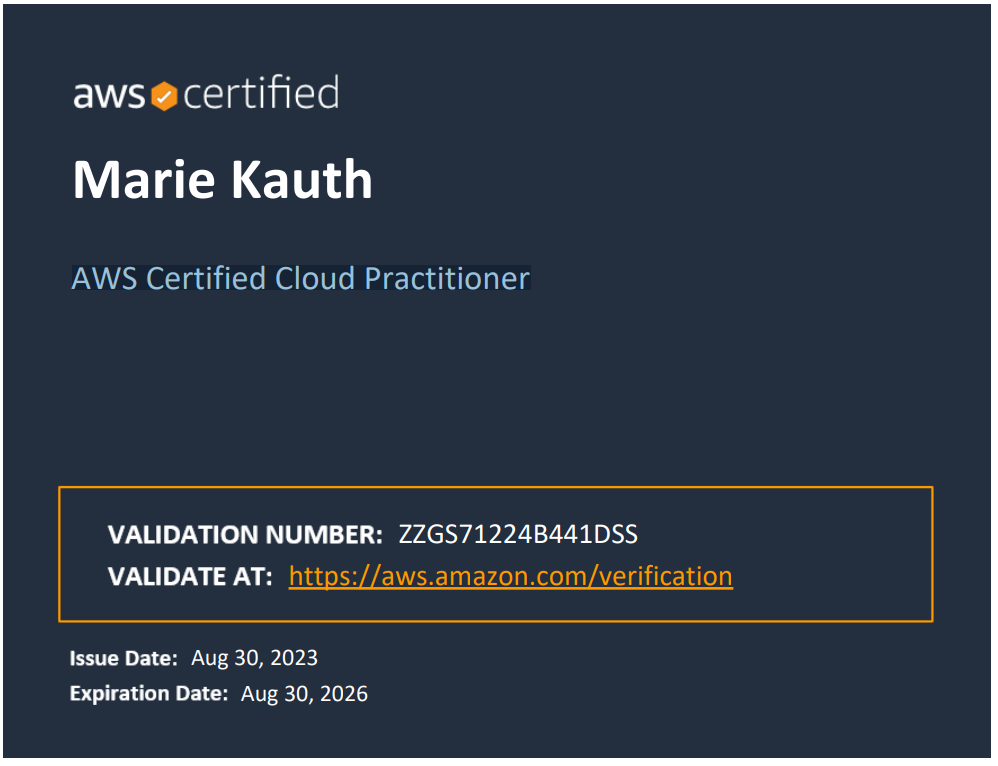 aws certified
Marie Kauth
AWS Certified Cloud Practitioner
VALIDATION NUMBER: ZZGS71224B441DSS
VALIDATE AT: https://aws.amazon.com/verification
Issue Date: Aug 30, 2023
Expiration Date: Aug 30, 2026